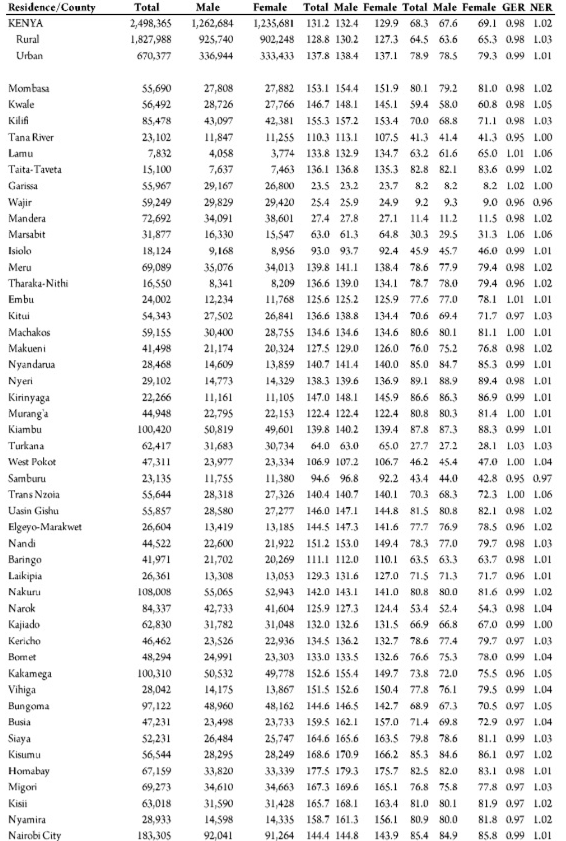 Residence/County Total Male Female Total Male Female Total Male Female GER NER
KENYA 2,498,365 1,262,684 1,235,681 131.2 132.4 129.9 68.3 67.6 69.1 0.98 1.02
Rural 1,827,988 925,740 902,248 128.8 130.2 127.3 64.5 63.6 65.3 0.98 1.03
Urban 670,377 336,944 333,433 137.8 138.4 137.1 78.9 78.5 79.3 0.99 1.01
Mombasa 55,690 27,808 27,882 153.1 154.4 151.9 80.1 79.2 81.0 0.98 1.02
Kwale 56,492 28,726 27,766 146.7 148.1 145.1 59.4 58.0 60.8 0.98 1.05
Kilifi 85,478 43,097 42,381 155.3 157.2 153.4 70.0 68.8 71.1 0.98 1.03
Tana River 23,102 11,847 11,255 110.3 113.1 107.5 41.3 41.4 41.3 0.95 1.00
Lamu 7,832 4,058 3,774 133.8 132.9 134.7 63.2 61.6 65.0 1.01 1.06
Taita-Taveta 15,100 7,637 7,463 136.1 136.8 135.3 82.8 82.1 83.6 0.99 1.02
Garissa 55,967 29,167 26,800 23.5 23.2 23.7 8.2 8.2 8.2 1.02 1.00
Wajir 59,249 29,829 29,420 25.4 25.9 24.9 9.2 9.3 9.0 0.96 0.96
Mandera 72,692 34,091 38,601 27.4 27.8 27.1 11.4 11.2 11.5 0.98 1.02
Marsabit 31,877 16,330 15,547 63.0 61.3 64.8 30.3 29.5 31.3 1.06 1.06
Isiolo 18,124 9,168 8,956 93.0 93.7 92.4 45.9 45.7 46.0 0.99 1.01
Meru 69,089 35,076 34,013 139.8 141.1 138.4 78.6 77.9 79.4 0.98 1.02
Tharaka-Nithi 16,550 8,341 8,209 136.6 139.0 134.1 78.7 78.0 79.4 0.96 1.02
Embu 24,002 12,234 11,768 125.6 125.2 125.9 77.6 77.0 78.1 1.01 1.01
Kitui 54,343 27,502 26,841 136.6 138.8 134.4 70.6 69.4 71.7 0.97 1.03
Machakos 59,155 30,400 28,755 134.6 134.6 134.6 80.6 80.1 81.1 1.00 1.01
Makueni 41,498 21,174 20,324 127.5 129.0 126.0 76.0 75.2 76.8 0.98 1.02
Nyandarua 28,468 14,609 13,859 140.7 141.4 140.0 85.0 84.7 85.3 0.99 1.01
Nyeri 29,102 14,773 14,329 138.3 139.6 136.9 89.1 88.9 89.4 0.98 1.01
Kirinyaga 22,266 11,161 11,105 147.0 148.1 145.9 86.6 86.3 86.9 0.99 1.01
Murang'a 44,948 22,795 22,153 122.4 122.4 122.4 80.8 80.3 81.4 1.00 1.01
Kiambu 100,420 50,819 49,601 139.8 140.2 139.4 87.8 87.3 88.3 0.99 1.01
Turkana 62,417 31,683 30,734 64.0 63.0 65.0 27.7 27.2 28.1 1.03 1.03
West Pokot 47,311 23,977 23,334 106.9 107.2 106.7 46.2 45.4 47.0 1.00 1.04
Samburu 23,135 11,755 11,380 94.6 96.8 92.2 43.4 44.0 42.8 0.95 0.97
Trans Nzoia 55,644 28,318 27,326 140.4 140.7 140.1 70.3 68.3 72.3 1.00 1.06
Uasin Gishu 55,857 28,580 27,277 146.0 147.1 144.8 81.5 80.8 82.1 0.98 1.02
Elgeyo-Marakwet 26,604 13,419 13,185 144.5 147.3 141.6 77.7 76.9 78.5 0.96 1.02
Nandi 44,522 22,600 21,922 151.2 153.0 149.4 78.3 77.0 79.7 0.98 1.03
Baringo 41,971 21,702 20,269 111.1 112.0 110.1 63.5 63.3 63.7 0.98 1.01
Laikipia 26,361 13,308 13,053 129.3 131.6 127.0 71.5 71.3 71.7 0.96 1.01
Nakuru 108,008 55,065 52,943 142.0 143.1 141.0 80.8 80.0 81.6 0.99 1.02
Narok 84,337 42,733 41,604 125.9 127.3 124.4 53.4 52.4 54.3 0.98 1.04
Kajiado 62,830 31,782 31,048 132.0 132.6 131.5 66.9 66.8 67.0 0.99 1.00
Kericho 46,462 23,526 22,936 134.5 136.2 132.7 78.6 77.4 79.7 0.97 1.03
Bomet 48,294 24,991 23,303 133.0 133.5 132.6 76.6 75.3 78.0 0.99 1.04
Kakamega 100,310 50,532 49,778 152.6 155.4 149.7 73.8 72.0 75.5 0.96 1.05
Vihiga 28,042 14,175 13,867 151.5 152.6 150.4 77.8 76.1 79.5 0.99 1.04
Bungoma 97,122 48,960 48,162 144.6 146.5 142.7 68.9 67.3 70.5 0.97 1.05
Busia 47,231 23,498 23,733 159.5 162.1 157.0 71.4 69.8 72.9 0.97 1.04
Siaya 52,231 26,484 25,747 164.6 165.6 163.5 79.8 78.6 81.1 0.99 1.03
Kisumu 56,544 28,295 28,249 168.6 170.9 166.2 85.3 84.6 86.1 0.97 1.02
Homabay 67,159 33,820 33,339 177.5 179.3 175.7 82.5 82.0 83.1 0.98 1.01
Migori 69,273 34,610 34,663 167.3 169.6 165.1 76.8 75.8 77.8 0.97 1.03
Kisii 63,018 31,590 31,428 165.7 168.1 163.4 81.0 80.1 81.9 0.97 1.02
Nyamira 28,933 14,598 14,335 158.7 161.3 156.1 80.9 80.0 81.8 0.97 1.02
Nairobi City 183,305 92,041 91,264 144.4 144.8 143.9 85.4 84.9 85.8 0.99 1.01